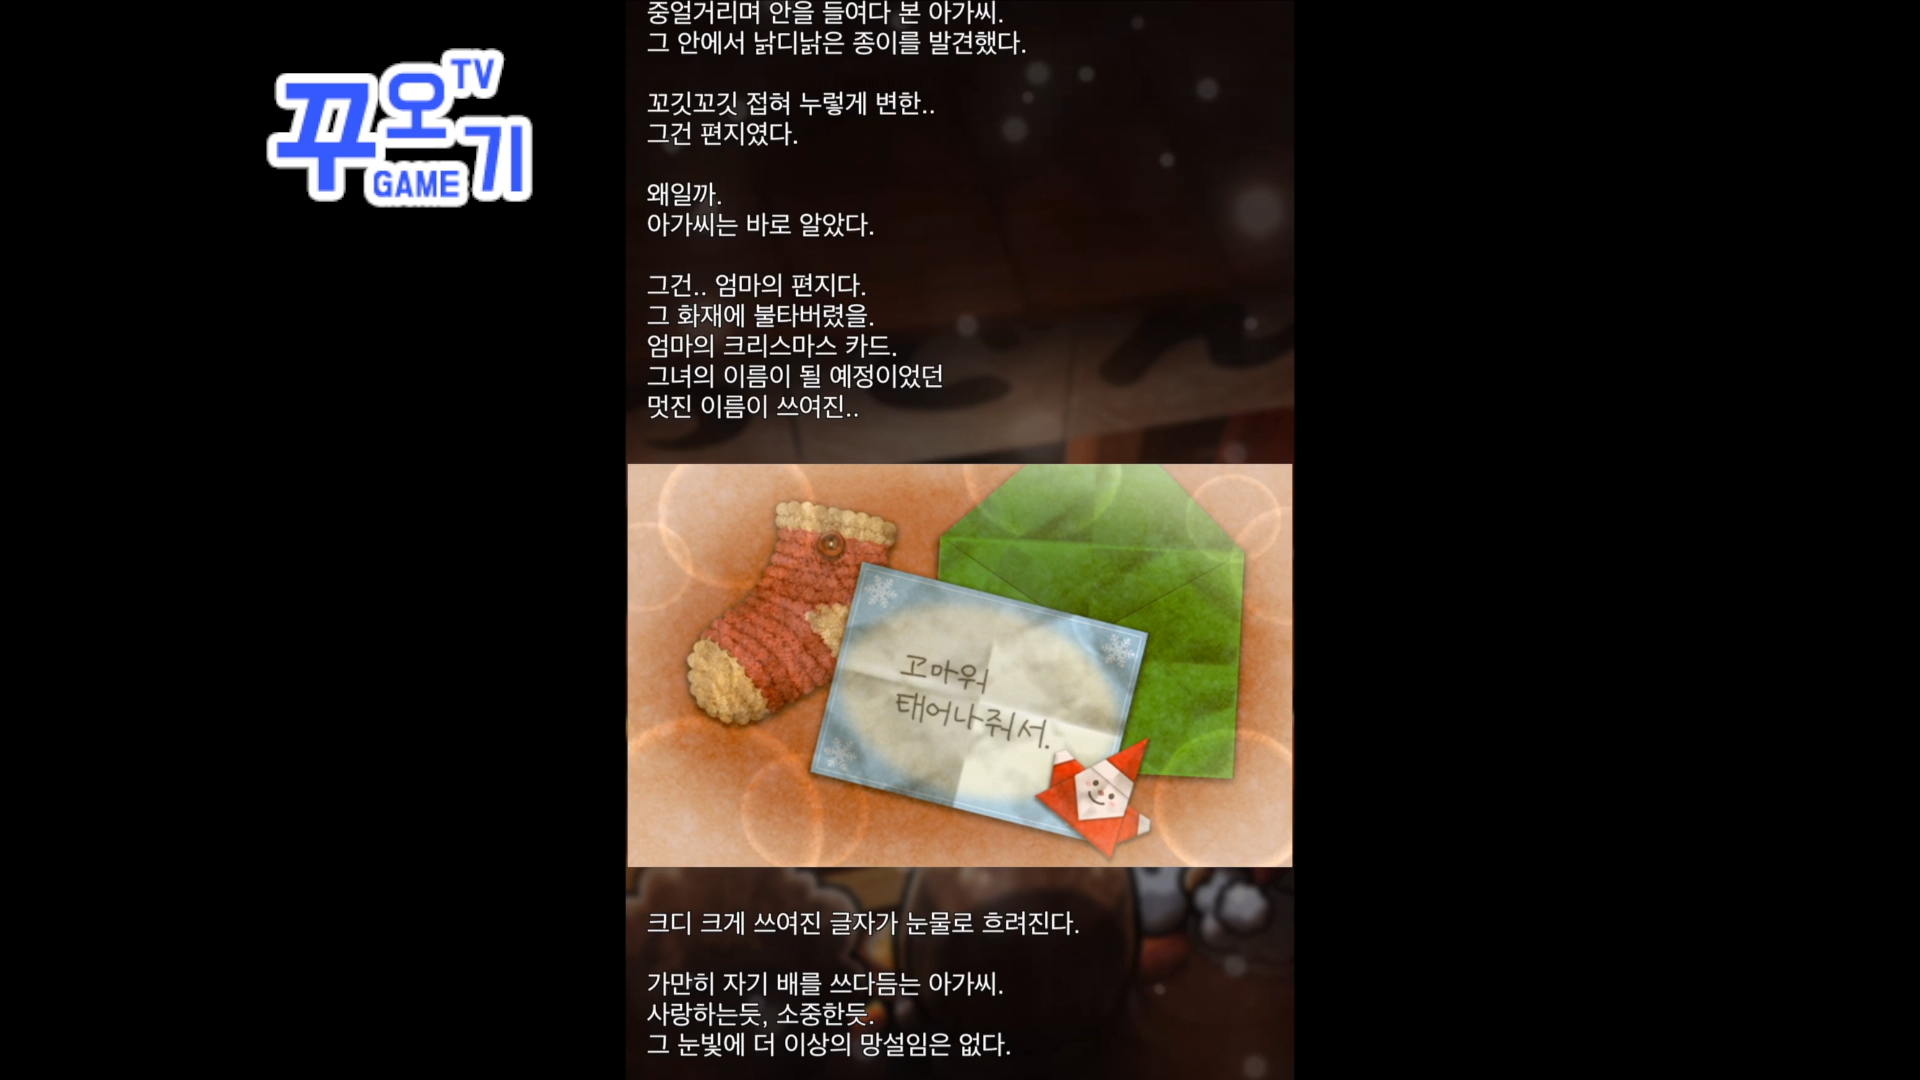 꾸오기
TV
GAME
중얼거리며 안을 들여다 본 아가씨.
그 안에서 낡디낡은 종이를 발견했다.
꼬깃꼬깃 접혀 누렇게 변한..
그건 편지였다.
왜일까.
아가씨는 바로 알았다.
그건.. 엄마의 편지다.
그 화재에 불타버렸을.
엄마의 크리스마스 카드.
그녀의 이름이 될 예정이었던
멋진 이름이 쓰여진..
고마워
태어나줘서.
크디 크게 쓰여진 글자가 눈물로 흐려진다.
가만히 자기 배를 쓰다듬는 아가씨.
사랑하는듯, 소중한듯.
그 눈빛에 더 이상의 망설임은 없다.